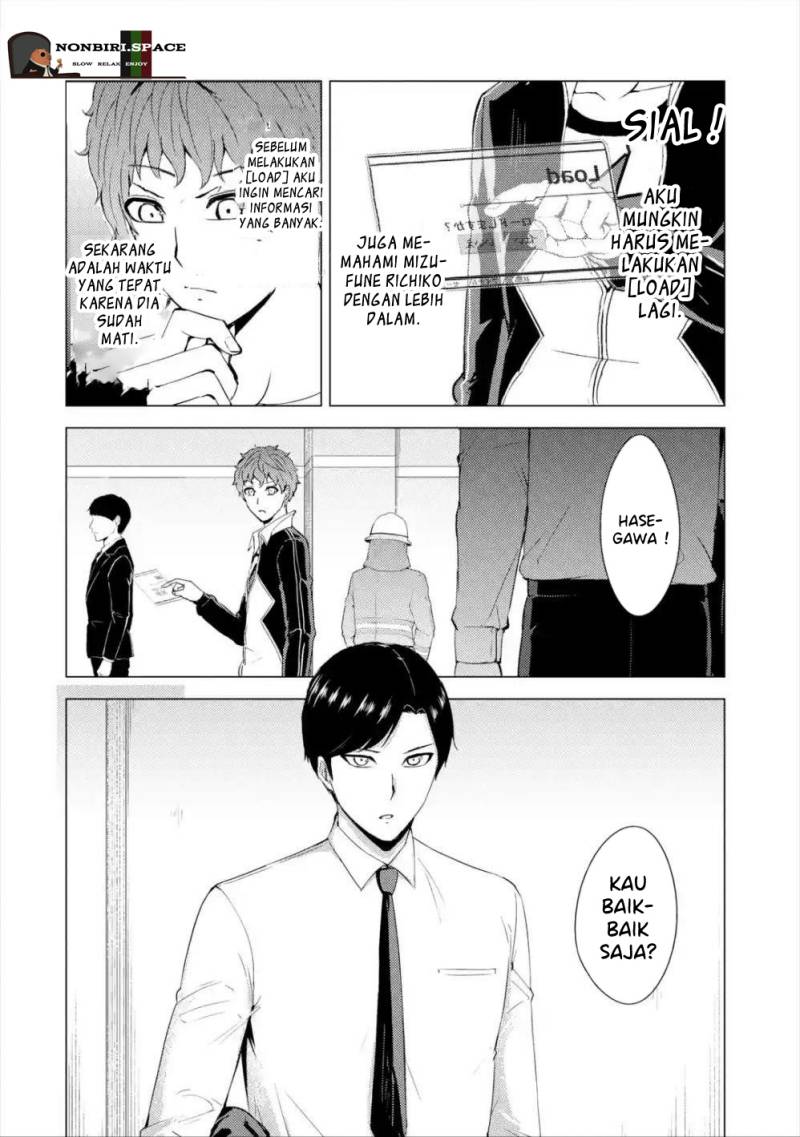 NONBIRI.SPACE
SLOW RELAX ENJOY
SIAL!
AKU
MUNGKIN
HARUS ME-
LAKUKAN
[LOAD]
LAGI.
Load
JUGA ME-
MAHAMI MIZU-
FUNE RICHIKO
DENGAN LEBIH
DALAM.
SEBELUM
MELAKUKAN
[LOAD] AKU
INGIN MENCARI
INFORMASI
YANG BANYAK.
SEKARANG
ADALAH WAKTU
YANG TEPAT
KARENA DIA
SUDAH
MATI.
HASE-
GAWA!
KAU
BAIK-
BAIK
SAJA?